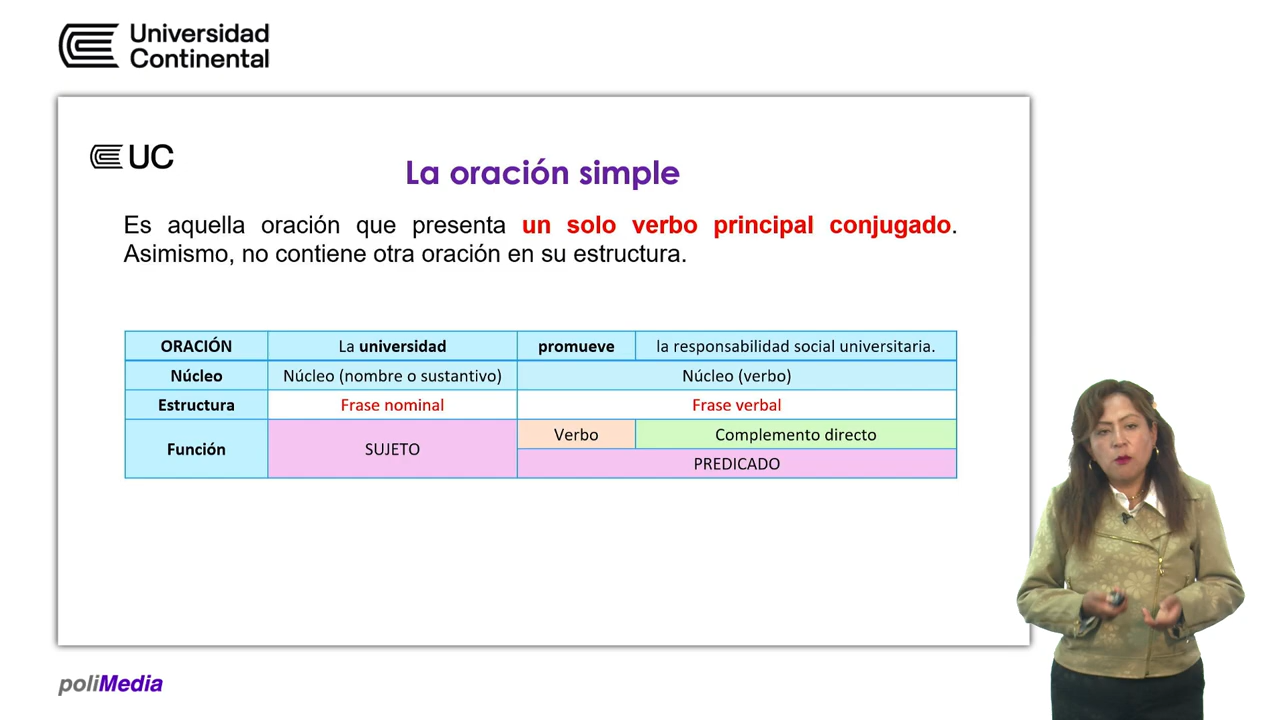 Universidad
Continental
UC
La oración simple
Es aquella oración que presenta un solo verbo principal conjugado.
Asimismo, no contiene otra oración en su estructura.
ORACIÓN La universidad promueve la responsabilidad social universitaria.
Núcleo Núcleo (nombre o sustantivo) Núcleo (verbo)
Estructura Frase nominal Frase verbal
Función SUJETO Verbo Complemento directo
PREDICADO
poliMedia